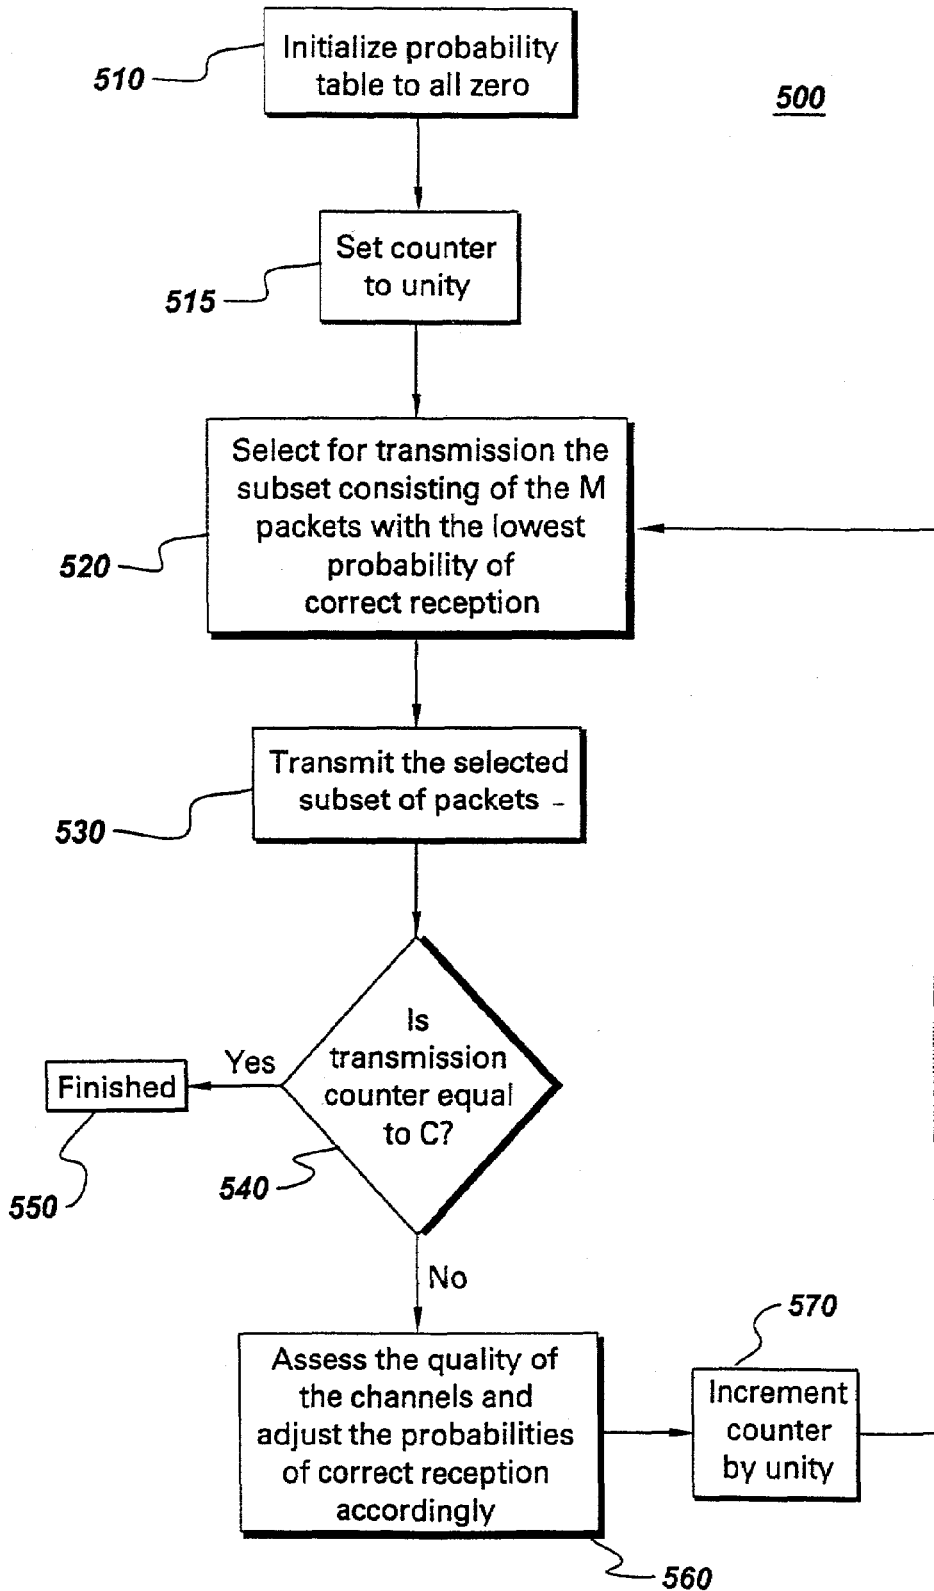 Initialize probability
table to all zero
510
500
Set counter
to unity
515
Select for transmission the
subset consisting of the M
packets with the lowest
probability of
correct reception
520
Transmit the selected
subset of packets
530
Is
transmission
counter equal
to C?
Yes
Finished
540
550
No
570
Assess the quality of
the channels and
adjust the probabilities
of correct reception
accordingly
Increment
counter
by unity
560